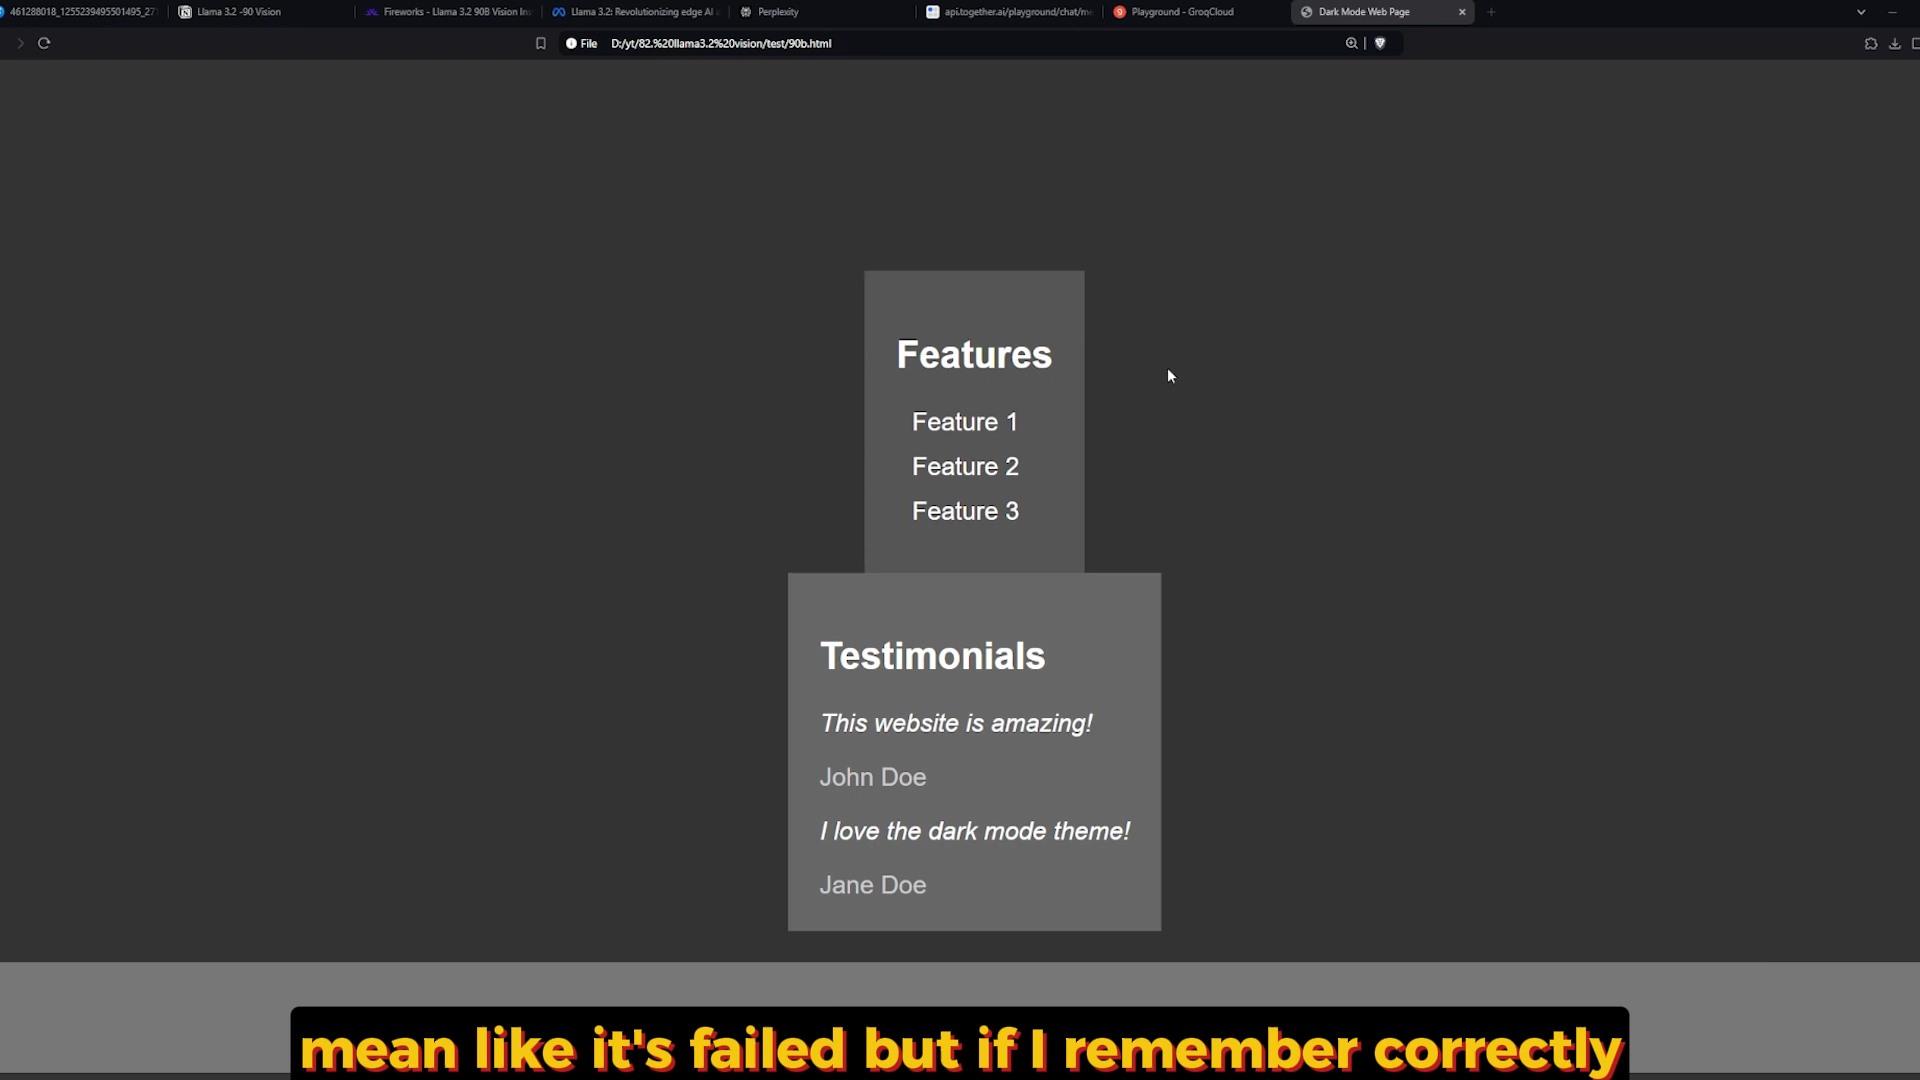 461288018_1255239495501495_27
Llama 3.2 -90 Vision
Fireworks - Llama 3.2 90B Vision In
Llama 3.2: Revolutionizing edge AI
Perplexity
api.together.ai/playground/chat/me
Playground - GroqCloud
Dark Mode Web Page
File D:/yt/82.%20llama3.2%20vision/test/90b.html
Features
Feature 1
Feature 2
Feature 3
Testimonials
This website is amazing!
John Doe
I love the dark mode theme!
Jane Doe
mean like it's failed but if I remember correctly